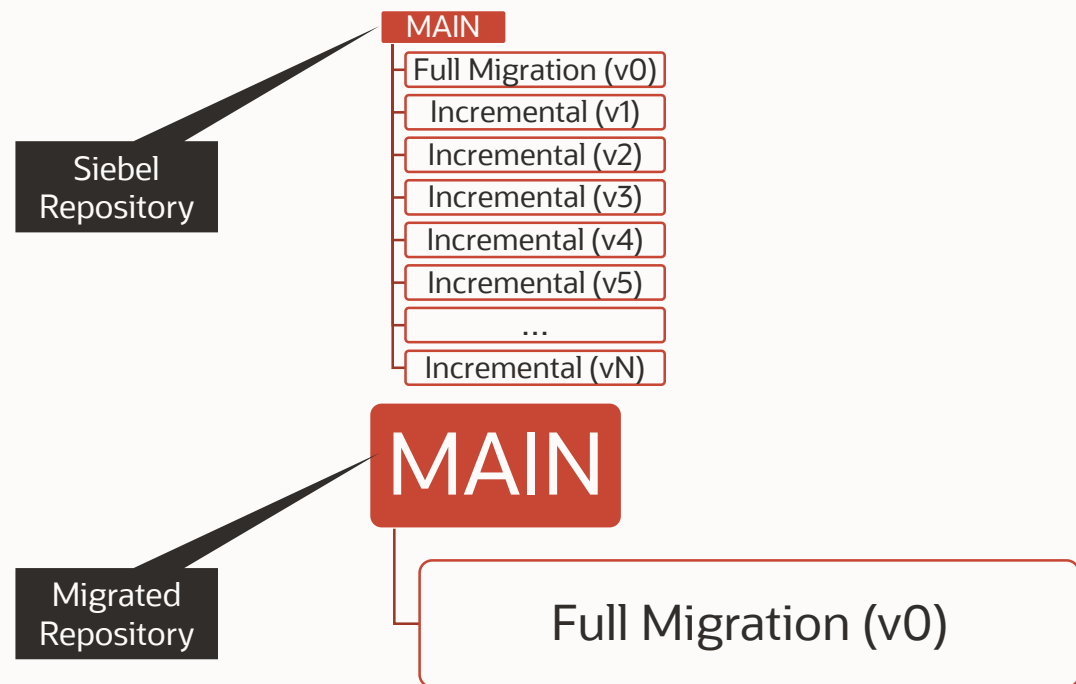 MAIN
Full Migration (v0)
Incremental (v1)
Incremental (v2)
Incremental (v3)
Incremental (v4)
Incremental (v5)
...
Incremental (vN)
Siebel
Repository
MAIN
Full Migration (v0)
Migrated
Repository